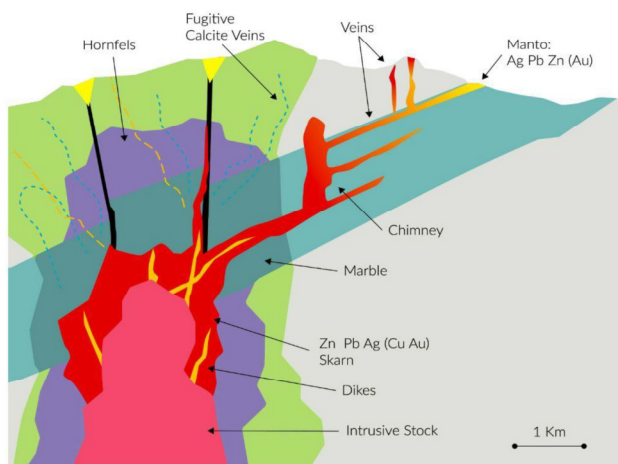 Fugitive
Calcite Veins
Hornfels
Veins
Manto:
Ag Pb Zn (Au)
Chimney
Marble
Zn Pb Ag (Cu Au)
Skarn
Dikes
Intrusive Stock
1 Km